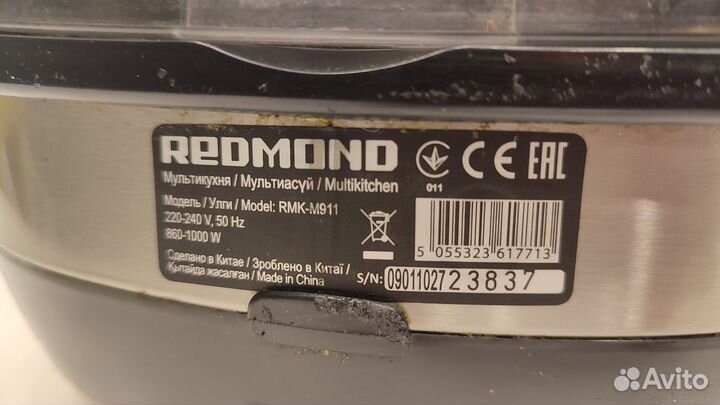 REDMOND
Мультикухня / Мультиасүй / Multikitchen
Модель / Улги / Model: RMK-M911
220-240 V, 50 Hz
860-1000 W
Сделано в Китае / Зроблено в Китаї /
Қытайда жасалған / Made in China
011
CE EAC
5 055323 617713
S/N: 0901102723837
Avito